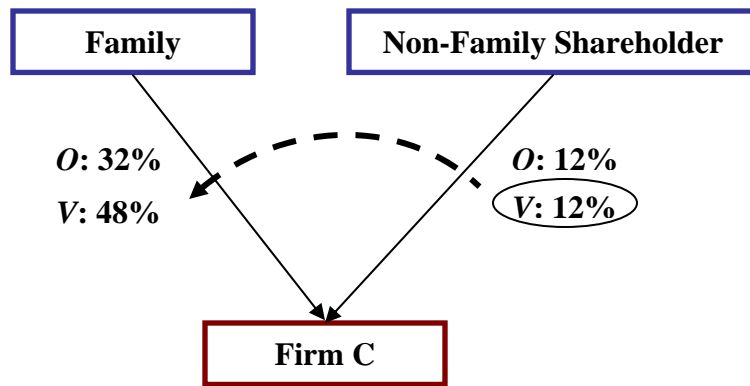 Family
Non-Family Shareholder
O: 32%
V: 48%
O: 12%
V: 12%
Firm C